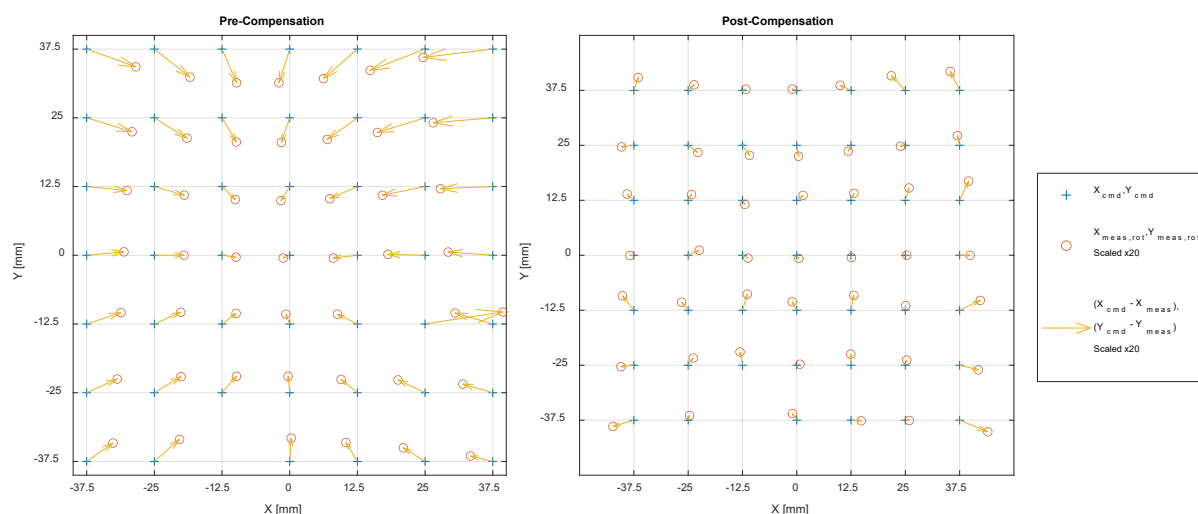 Pre-Compensation
37.5
25
12.5
0
-12.5
-25
-37.5
Y [mm]
-37.5
-25
-12.5
0
12.5
25
37.5
X [mm]
Post-Compensation
37.5
25
12.5
0
-12.5
-25
-37.5
Y [mm]
-37.5
-25
-12.5
0
12.5
25
37.5
X [mm]
X cmd,Y cmd
X meas,rot,Y meas,rot
Scaled x20
(X cmd - X meas),
(Y cmd - Y meas)
Scaled x20